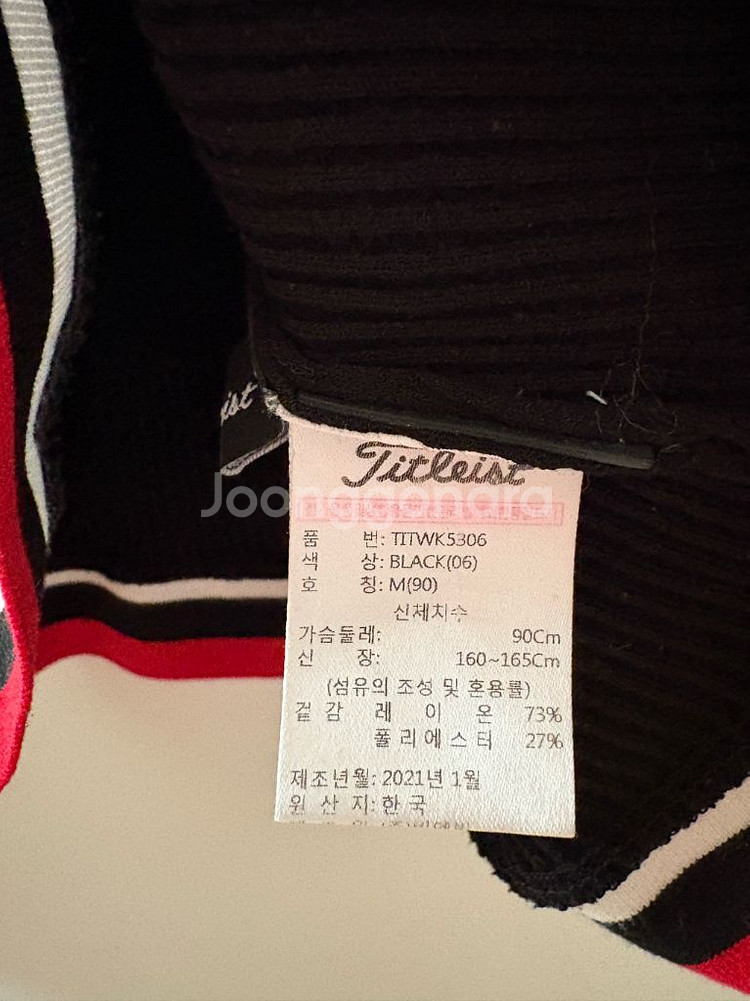 Titleist
Joonggonara
품 번: TITWK5306
색 상: BLACK(06)
호 칭: M(90)
신체치수
가슴둘레: 90Cm
신 장: 160~165Cm
(섬유의 조성 및 혼용률)
겉감 레이온 73%
폴리에스터 27%
제조년월: 2021년 1월
원산지: 한국